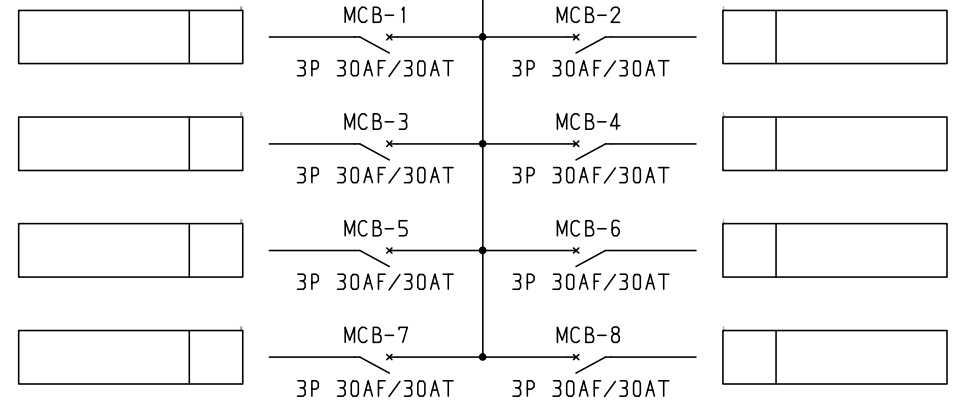 MCB-1 MCB-2
3P 30AF/30AT 3P 30AF/30AT
MCB-3 MCB-4
3P 30AF/30AT 3P 30AF/30AT
MCB-5 MCB-6
3P 30AF/30AT 3P 30AF/30AT
MCB-7 MCB-8
3P 30AF/30AT 3P 30AF/30AT